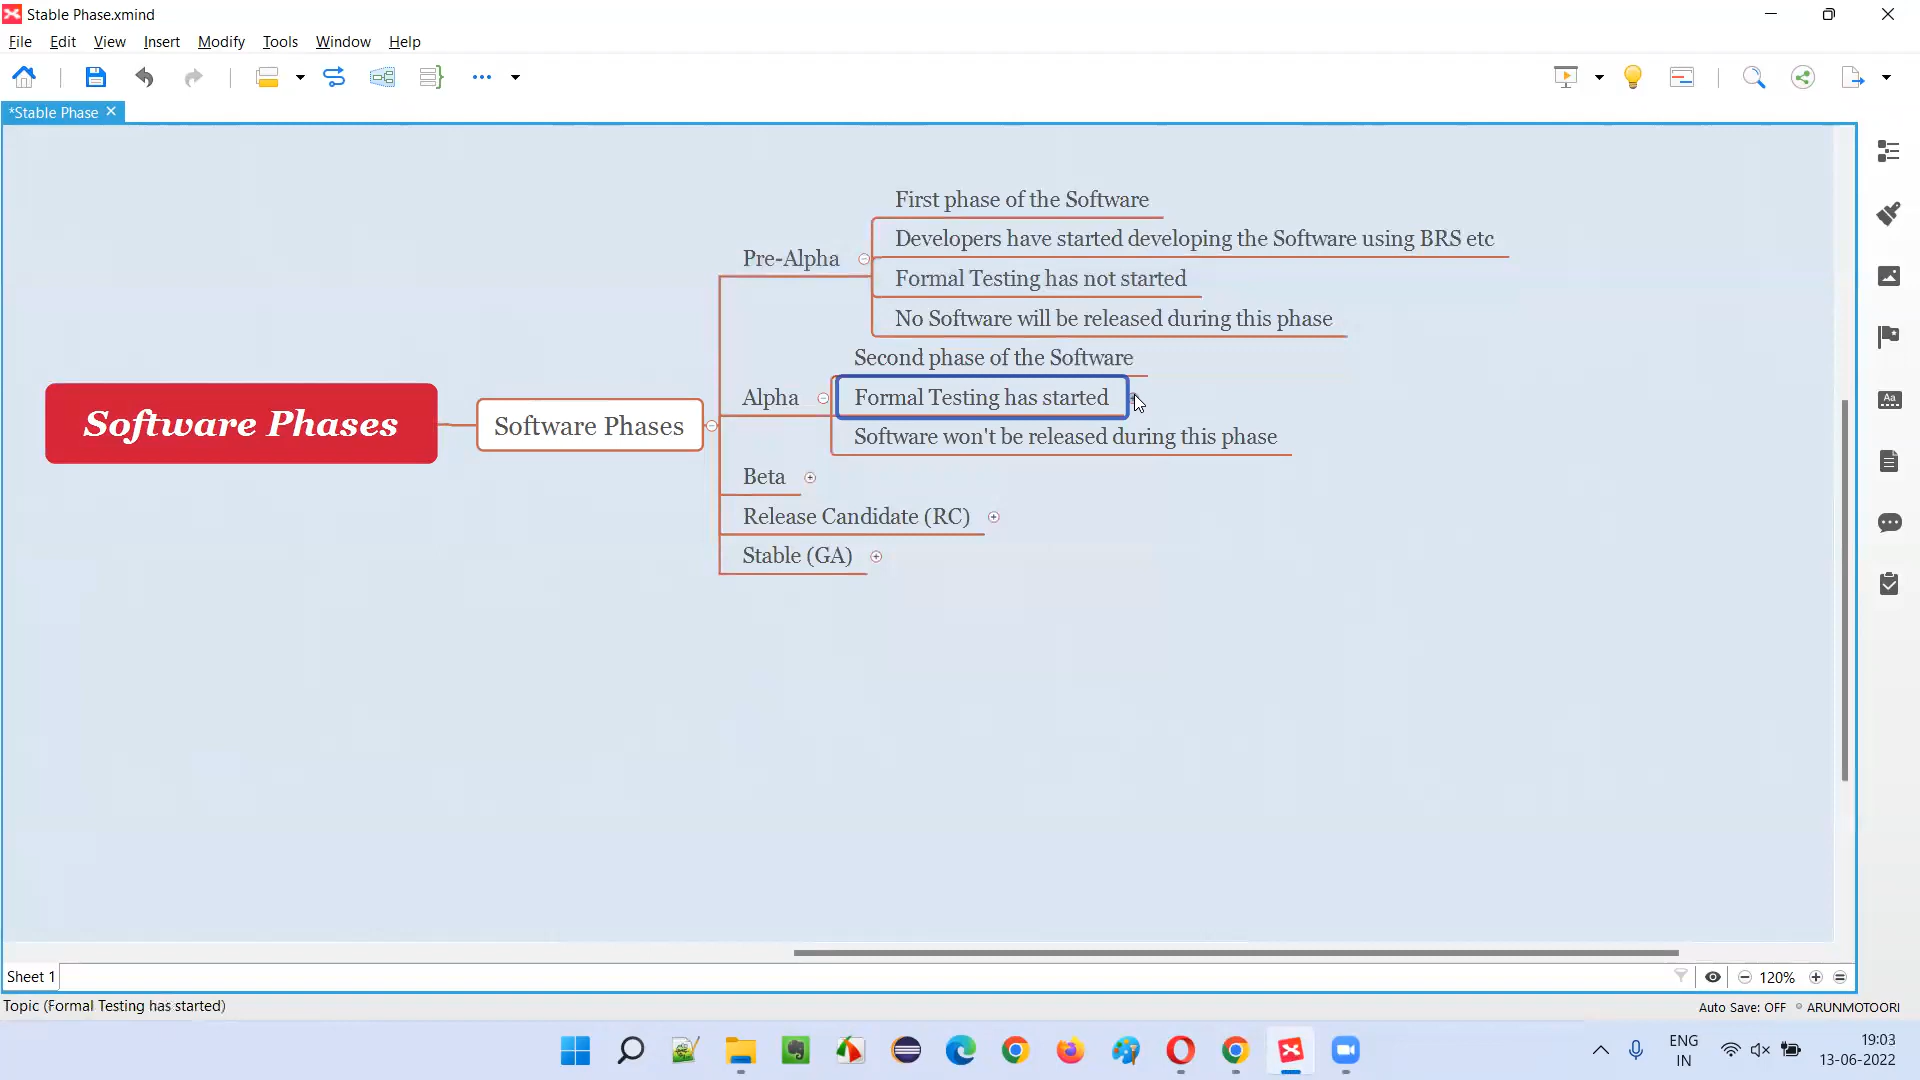 Stable Phase.xmind
File Edit View Insert Modify Tools Window Help
*Stable Phase
First phase of the Software
Developers have started developing the Software using BRS etc
Pre-Alpha
Formal Testing has not started
No Software will be released during this phase
Second phase of the Software
Alpha
Formal Testing has started
Software won't be released during this phase
Software Phases
Software Phases
Beta
Release Candidate (RC)
Stable (GA)
Aa
Sheet 1
120%
Topic (Formal Testing has started)
Auto Save: OFF ARUNMOTOORI
ENG
IN
19:03
13-06-2022